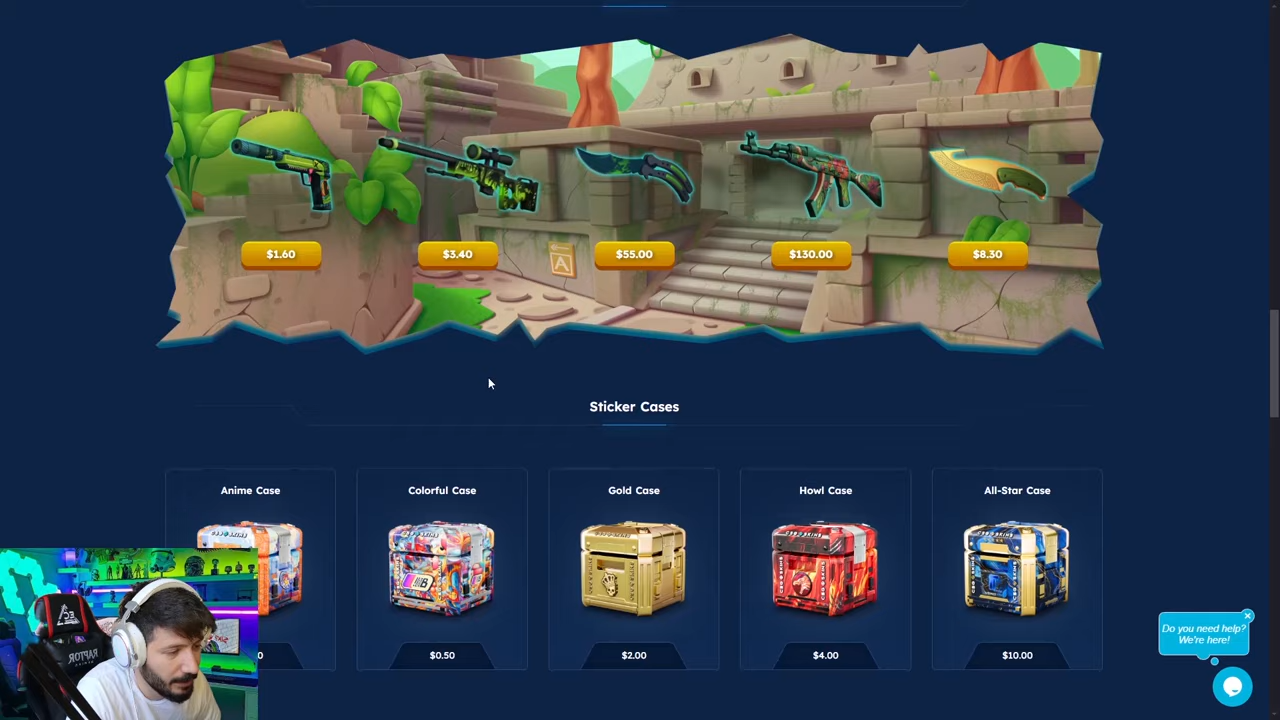 $1.60
$3.40
$55.00
$130.00
$8.30
A
Sticker Cases
Anime Case
Colorful Case
Gold Case
Howl Case
All-Star Case
$0.50
$2.00
$4.00
$10.00
Do you need help?
We're here!
RAPTOR